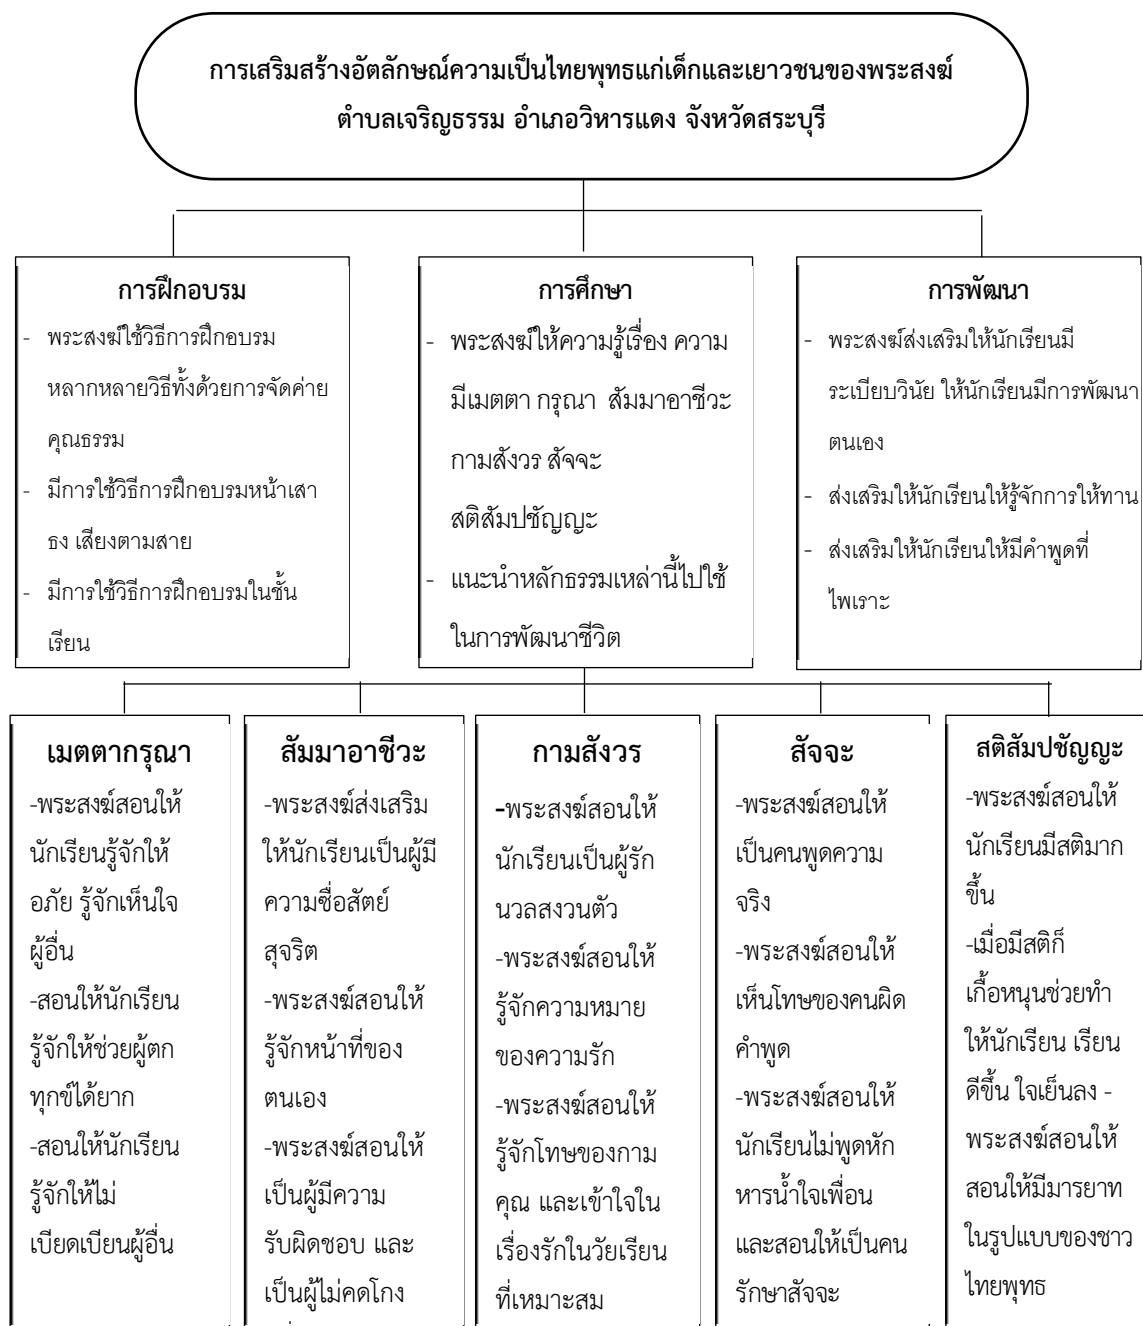 การเสริมสร้างอัตลักษณ์ความเป็นไทยพุทธแก่เด็กและเยาวชนของพระสงฆ์
ตำบลเจริญธรรม อำเภอวิหารแดง จังหวัดสระบุรี
การฝึกอบรม
- พระสงฆ์ใช้วิธีการฝึกอบรม
หลากหลายวิธีทั้งด้วยการจัดค่าย
คุณธรรม
- มีการใช้วิธีการฝึกอบรมหน้าเสา
ธง เสียงตามสาย
- มีการใช้วิธีการฝึกอบรมในชั้น
เรียน
การศึกษา
- พระสงฆ์ให้ความรู้เรื่อง ความ
มีเมตตา กรุณา สัมมาอาชีวะ
กามสังวร สัจจะ
สติสัมปชัญญะ
- แนะนำหลักธรรมเหล่านี้ไปใช้
ในการพัฒนาชีวิต
การพัฒนา
- พระสงฆ์ส่งเสริมให้นักเรียนมี
ระเบียบวินัย ให้นักเรียนมีการพัฒนา
ตนเอง
- ส่งเสริมให้นักเรียนให้รู้จักการให้ทาน
- ส่งเสริมให้นักเรียนให้มีคำพูดที่
ไพเราะ
เมตตากรุณา
-พระสงฆ์สอนให้
นักเรียนรู้จักให้
อภัย รู้จักเห็นใจ
ผู้อื่น
-สอนให้นักเรียน
รู้จักให้ช่วยผู้ตก
ทุกข์ได้ยาก
-สอนให้นักเรียน
รู้จักให้ไม่
เบียดเบียนผู้อื่น
สัมมาอาชีวะ
-พระสงฆ์ส่งเสริม
ให้นักเรียนเป็นผู้มี
ความซื่อสัตย์
สุจริต
-พระสงฆ์สอนให้
รู้จักหน้าที่ของ
ตนเอง
-พระสงฆ์สอนให้
เป็นผู้มีความ
รับผิดชอบ และ
เป็นผู้ไม่คดโกง
กามสังวร
-พระสงฆ์สอนให้
นักเรียนเป็นผู้รัก
นวลสงวนตัว
-พระสงฆ์สอนให้
รู้จักความหมาย
ของความรัก
-พระสงฆ์สอนให้
รู้จักโทษของกาม
คุณ และเข้าใจใน
เรื่องรักในวัยเรียน
ที่เหมาะสม
สัจจะ
-พระสงฆ์สอนให้
เป็นคนพูดความ
จริง
-พระสงฆ์สอนให้
เห็นโทษของคนผิด
คำพูด
-พระสงฆ์สอนให้
นักเรียนไม่พูดหัก
หารน้ำใจเพื่อน
และสอนให้เป็นคน
รักษาสัจจะ
สติสัมปชัญญะ
-พระสงฆ์สอนให้
นักเรียนมีสติมาก
ขึ้น
-เมื่อมีสติก็
เกื้อหนุนช่วยทำ
ให้นักเรียน เรียน
ดีขึ้น ใจเย็นลง -
พระสงฆ์สอนให้
สอนให้มีมารยาท
ในรูปแบบของชาว
ไทยพุทธ